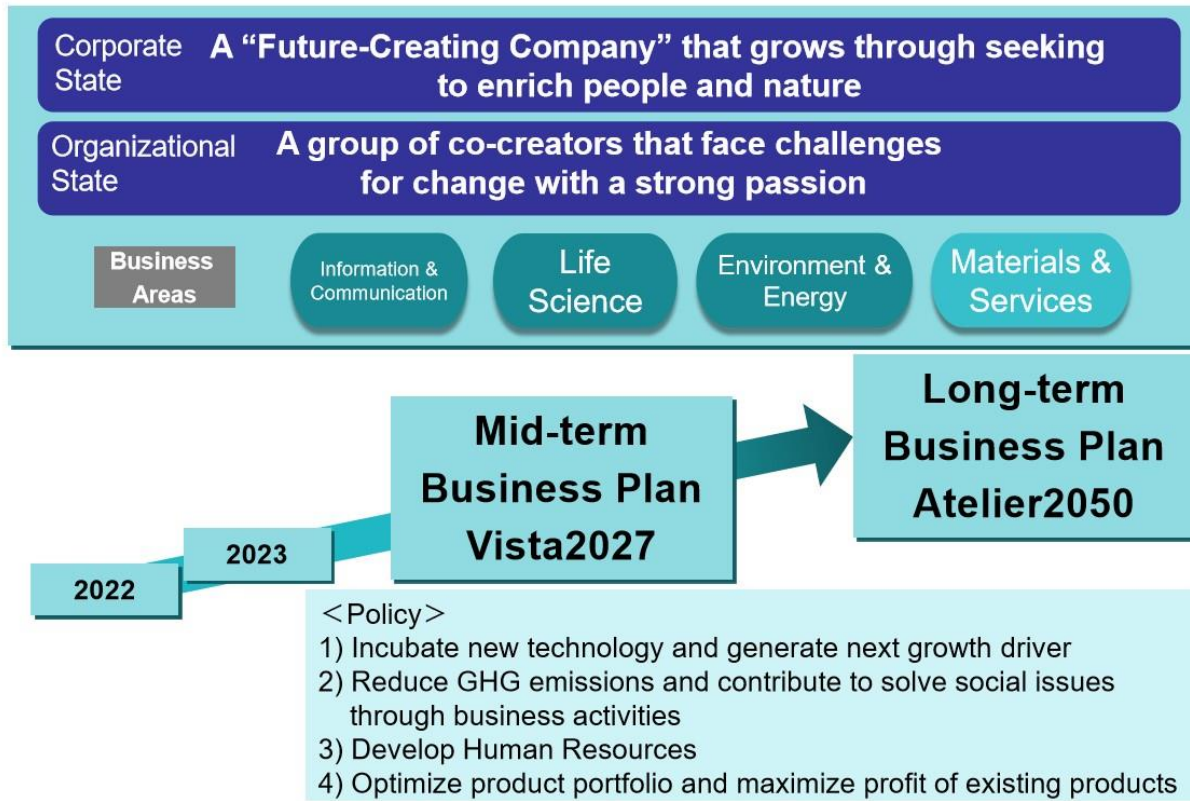 Corporate
State
A “Future-Creating Company” that grows through seeking
to enrich people and nature
Organizational
State
A group of co-creators that face challenges
for change with a strong passion
Business
Areas
Information &
Communication
Life
Science
Environment &
Energy
Materials &
Services
2022
2023
Mid-term
Business Plan
Vista2027
Long-term
Business Plan
Atelier2050
＜Policy＞
1) Incubate new technology and generate next growth driver
2) Reduce GHG emissions and contribute to solve social issues
through business activities
3) Develop Human Resources
4) Optimize product portfolio and maximize profit of existing products